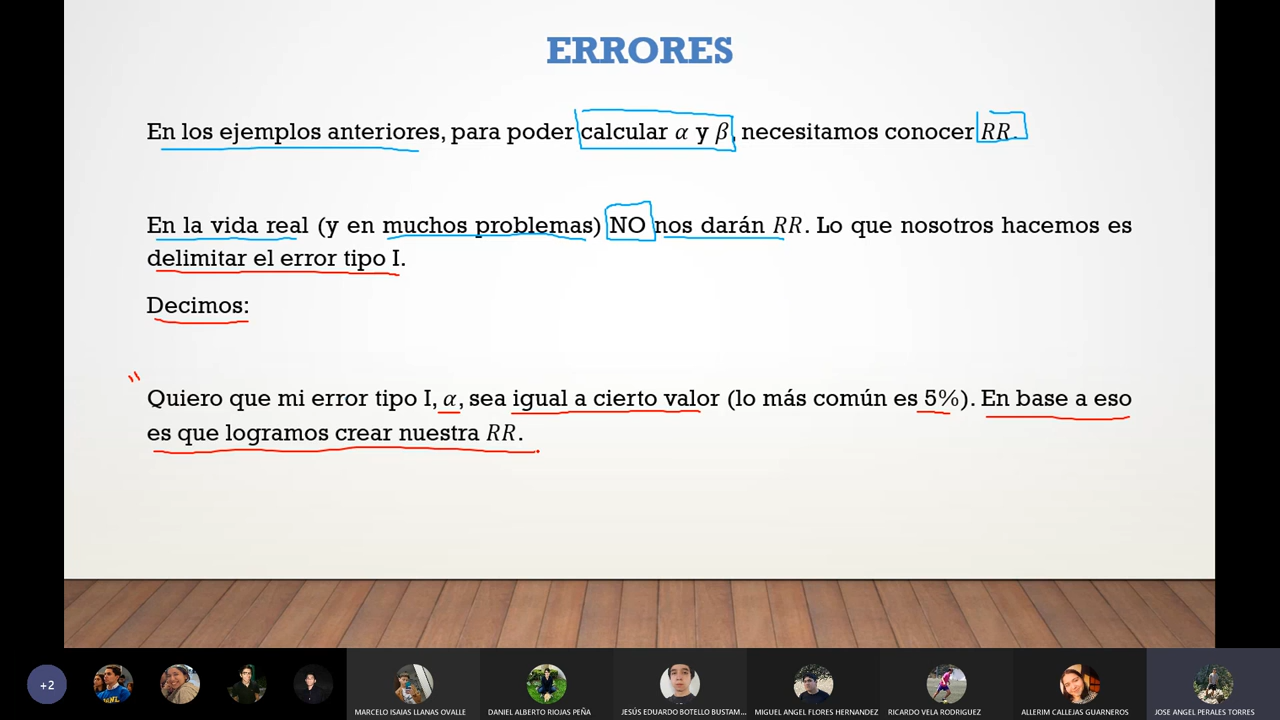 ERRORES
En los ejemplos anteriores, para poder calcular α y β, necesitamos conocer RR.
En la vida real (y en muchos problemas) NO nos darán RR. Lo que nosotros hacemos es
delimitar el error tipo I.
Decimos:
Quiero que mi error tipo I, α, sea igual a cierto valor (lo más común es 5%). En base a eso
es que logramos crear nuestra RR.
+2
MARCELO ISAIAS LLANAS OVALLE
DANIEL ALBERTO RIOJAS PEÑA
JESÚS EDUARDO BOTELLO BUSTAM...
MIGUEL ANGEL FLORES HERNANDEZ
RICARDO VELA RODRIGUEZ
ALLERIM CALLEJAS GUARNEROS
JOSE ANGEL PERALES TORRES